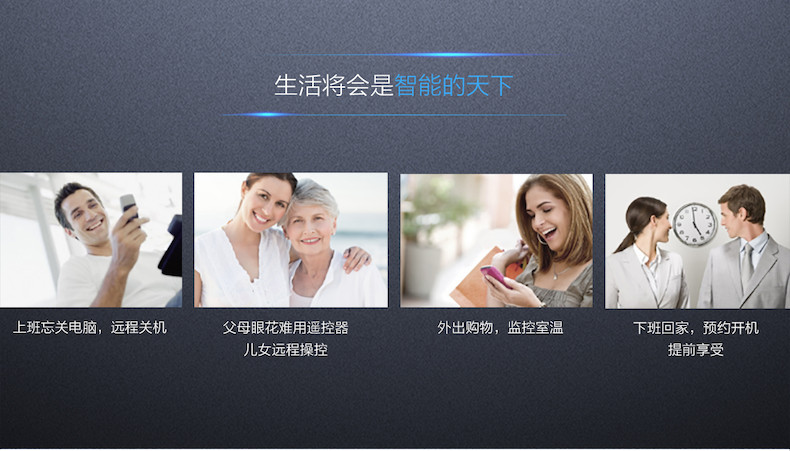 生活将会是智能的天下
上班忘关电脑，远程关机
父母眼花难用遥控器
儿女远程操控
外出购物，监控室温
下班回家，预约开机
提前享受